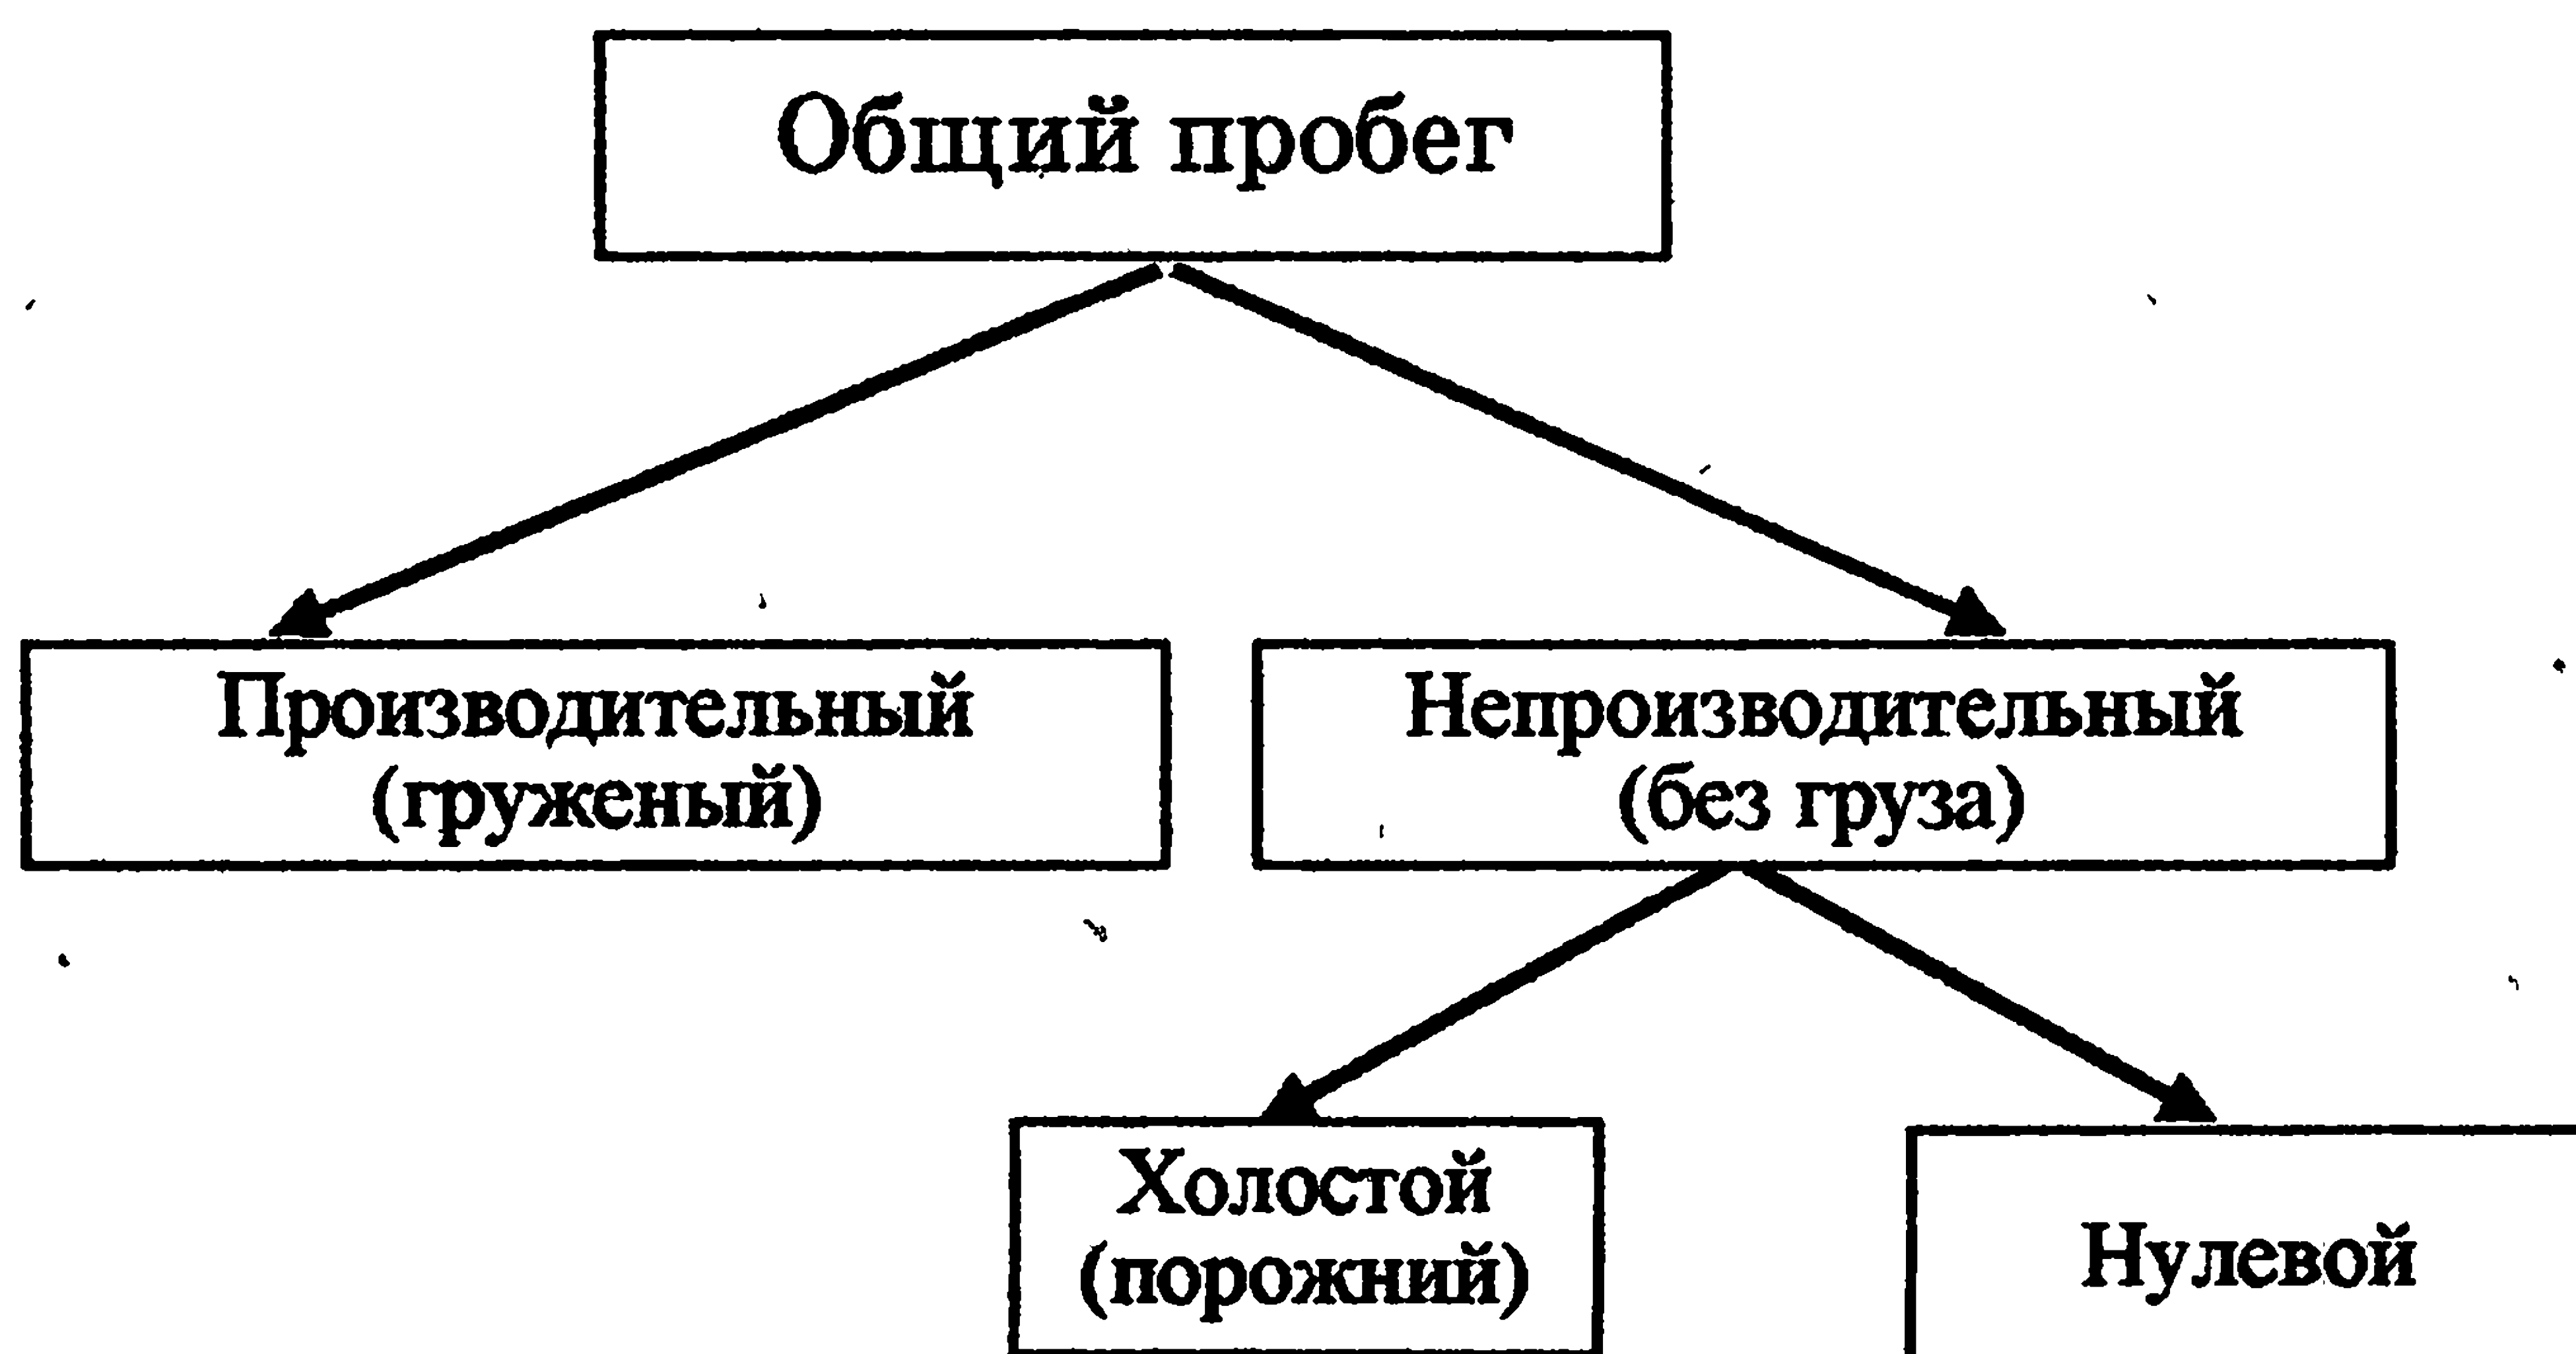 Общий пробег
Производительный
(груженый)
Непроизводительный
(без груза)
Холостой
(порожний)
Нулевой